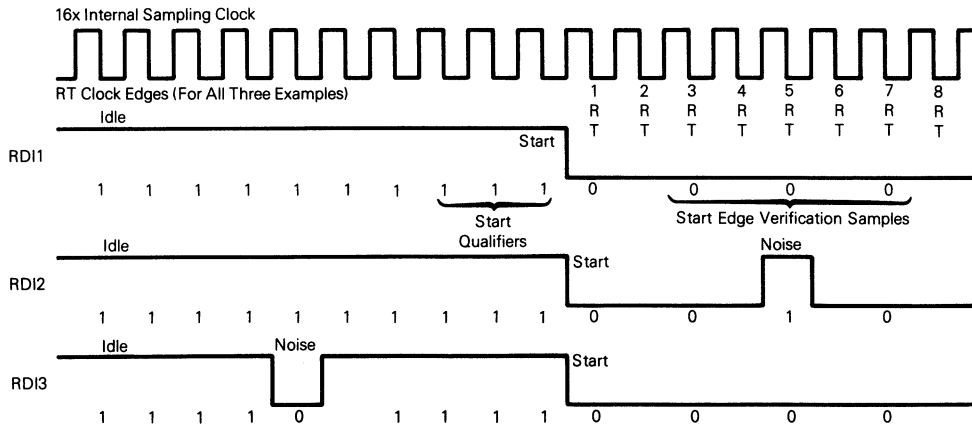 16x Internal Sampling Clock
RT Clock Edges (For All Three Examples)
1 2 3 4 5 6 7 8
R R R R R R R R
T T T T T T T T
Idle
Start
RDI1
1 1 1 1 1 1 1 1 1 1 0 0 0 0
Start
Qualifiers
Start Edge Verification Samples
Idle
Noise
Start
RDI2
1 1 1 1 1 1 1 1 1 1 0 0 1 0
Idle
Noise
Start
RDI3
1 1 1 1 0 1 1 1 1 0 0 0 0